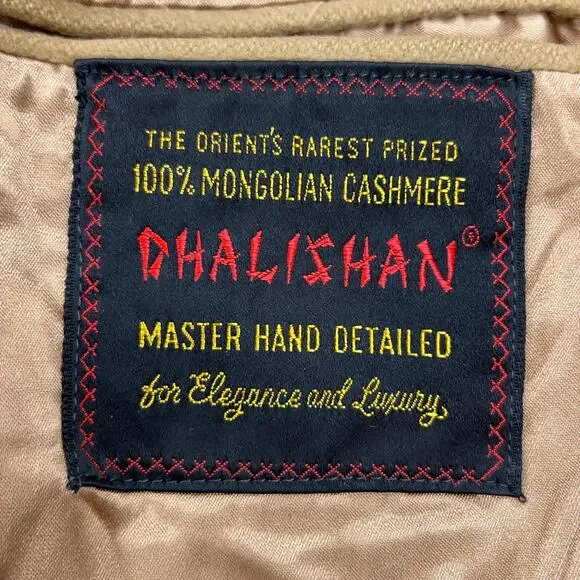 THE ORIENT'S RAREST PRIZED
100% MONGOLIAN CASHMERE
DHALISHAN®
MASTER HAND DETAILED
for Elegance and Luxury